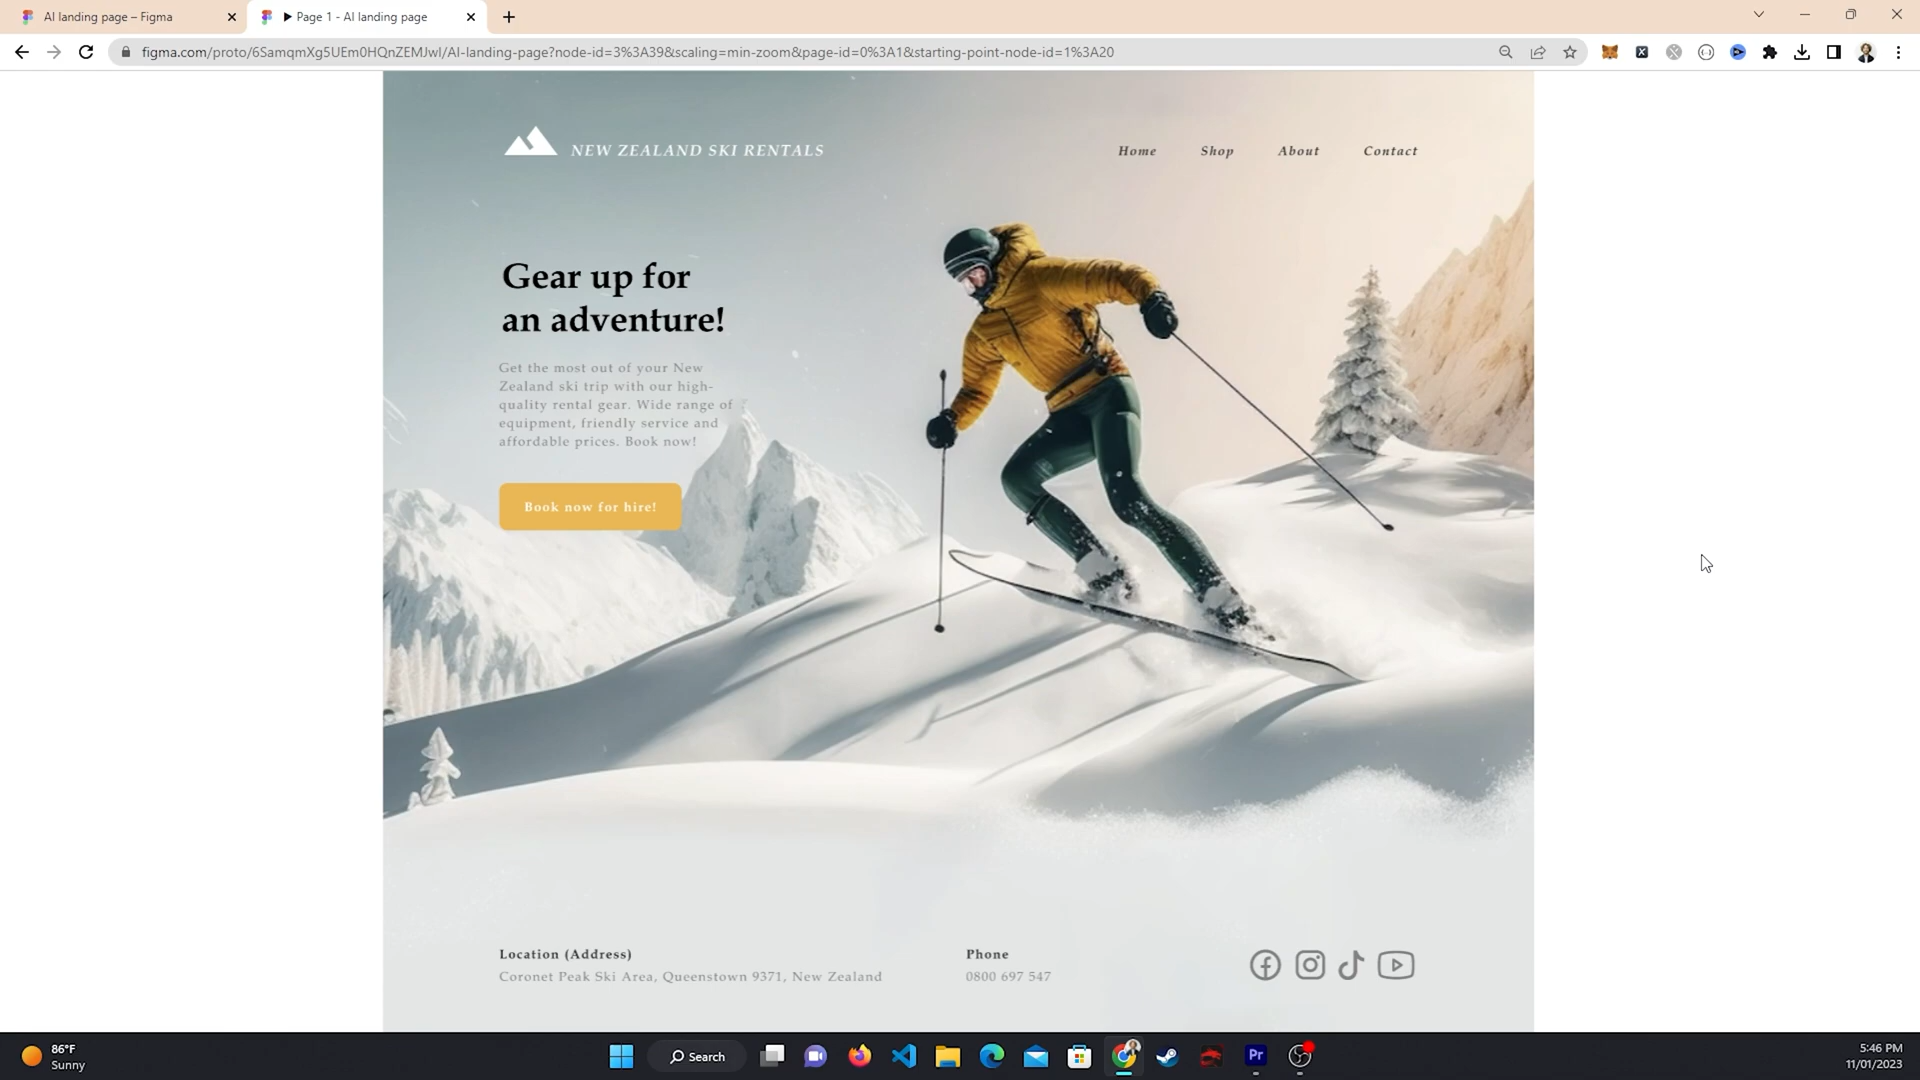 AI landing page – Figma
Page 1 - AI landing page
figma.com/proto/6SamqmXg5UEm0HQnZEMJwI/AI-landing-page?node-id=3%3A39&scaling=min-zoom&page-id=0%3A1&starting-point-node-id=1%3A20
NEW ZEALAND SKI RENTALS
Home
Shop
About
Contact
Gear up for
an adventure!
Get the most out of your New
Zealand ski trip with our high-
quality rental gear. Wide range of
equipment, friendly service and
affordable prices. Book now!
Book now for hire!
Location (Address)
Coronet Peak Ski Area, Queenstown 9371, New Zealand
Phone
0800 697 547
86°F
Sunny
Search
Pr
5:46 PM
11/01/2023